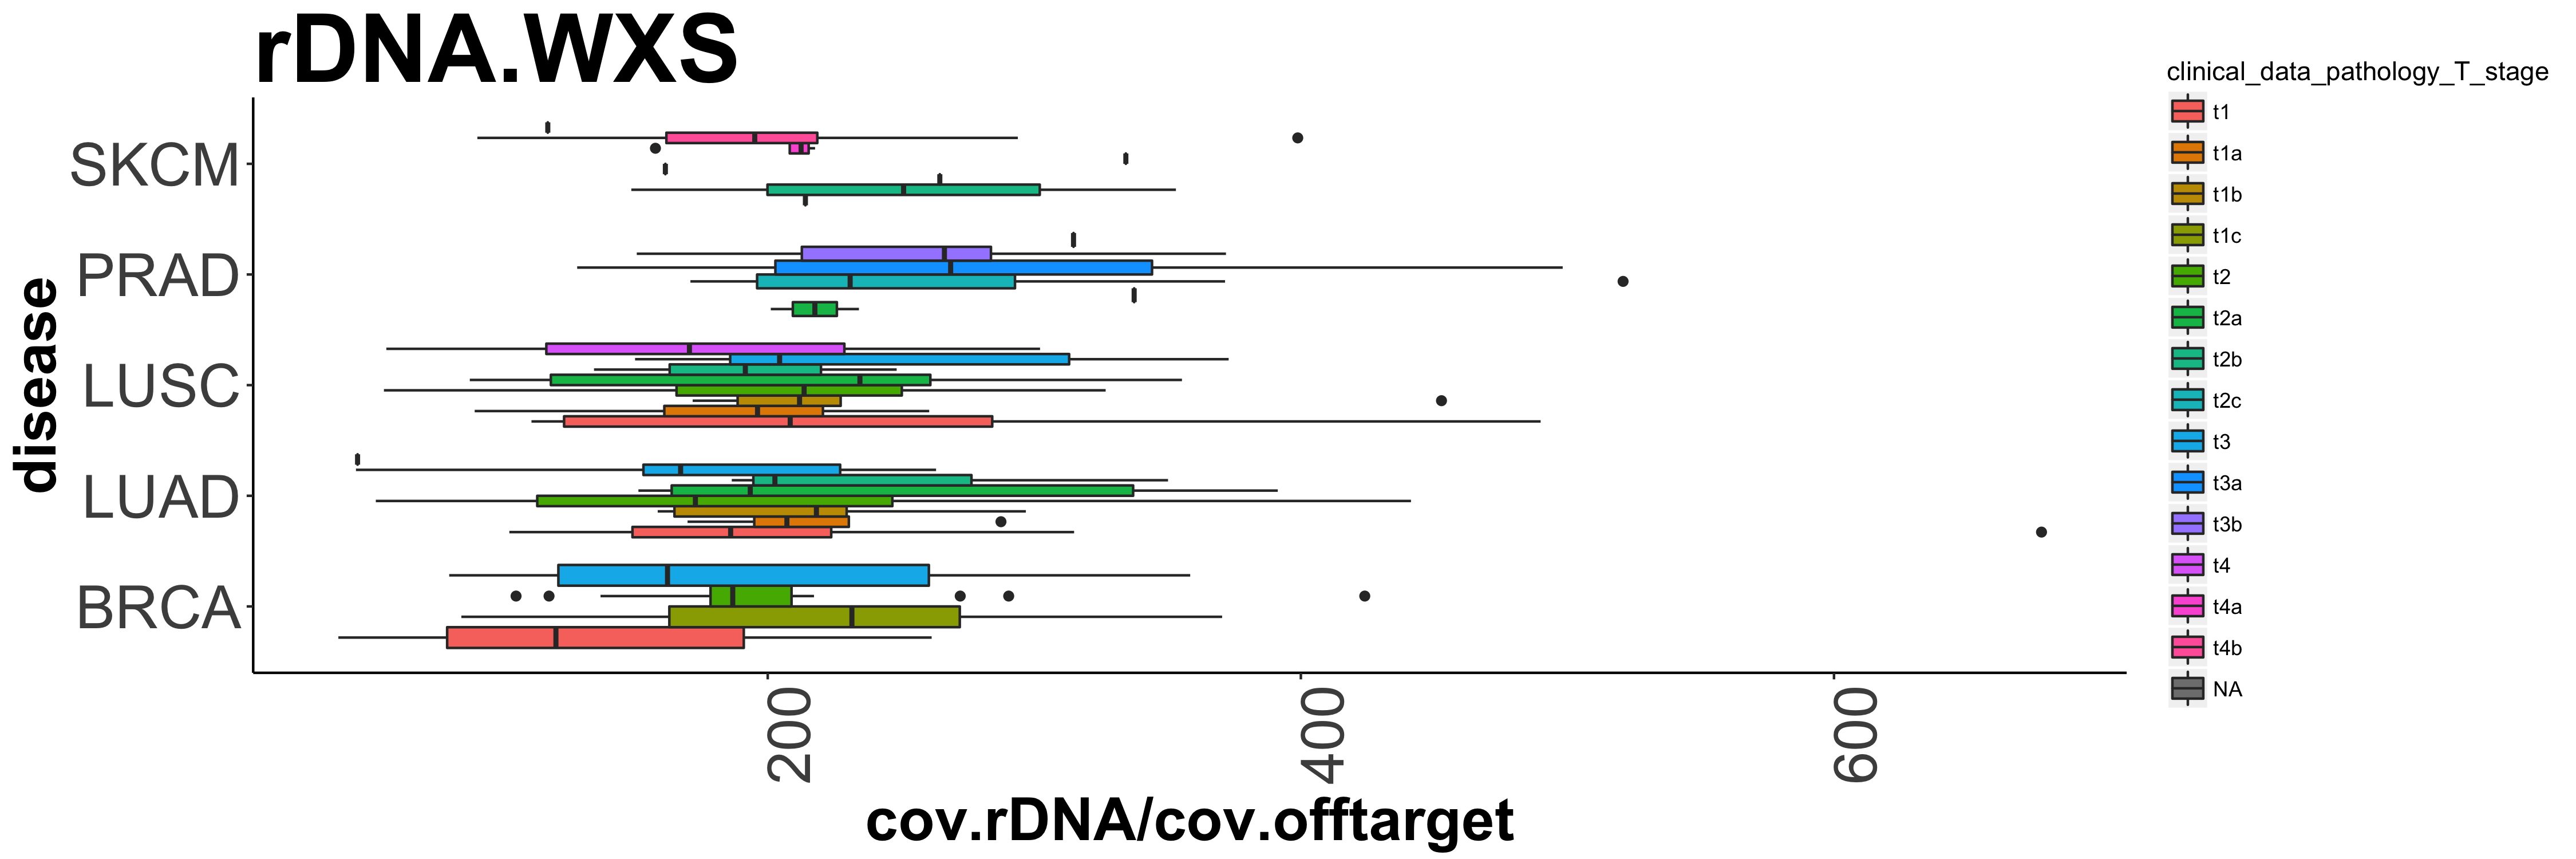 rDNA.WXS
disease
SKCM
PRAD
LUSC
LUAD
BRCA
200
400
600
cov.rDNA/cov.offtarget
clinical_data_pathology_T_stage
t1
t1a
t1b
t1c
t2
t2a
t2b
t2c
t3
t3a
t3b
t4
t4a
t4b
NA